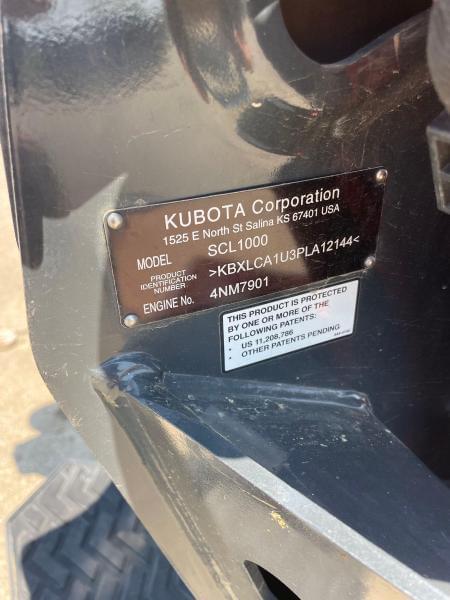 KUBOTA Corporation
1525 E North St Salina KS 67401 USA
MODEL SCL1000
PRODUCT IDENTIFICATION NUMBER >KBXLCA1U3PLA12144<
ENGINE No. 4NM7901
THIS PRODUCT IS PROTECTED
BY ONE OR MORE OF THE
FOLLOWING PATENTS:
• US 11,208,786
• OTHER PATENTS PENDING